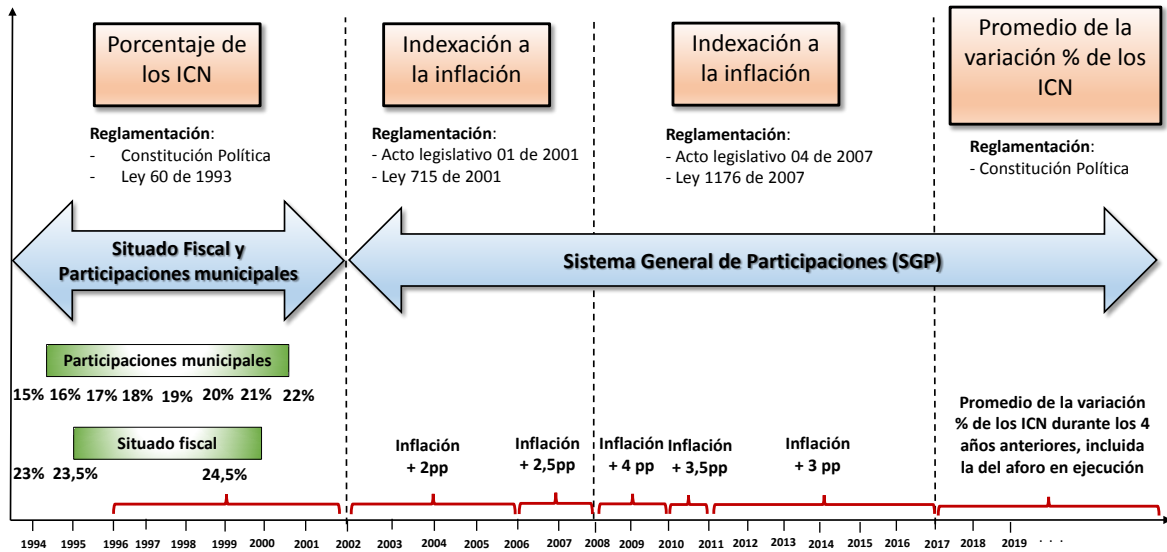 Porcentaje de
los ICN
Indexación a
la inflación
Indexación a
la inflación
Promedio de la
variación % de los
ICN
Reglamentación:
- Constitución Política
- Ley 60 de 1993
Reglamentación:
- Acto legislativo 01 de 2001
- Ley 715 de 2001
Reglamentación:
- Acto legislativo 04 de 2007
- Ley 1176 de 2007
Reglamentación:
- Constitución Política
Situado Fiscal y
Participaciones municipales
Sistema General de Participaciones (SGP)
Participaciones municipales
15% 16% 17% 18% 19% 20% 21% 22%
Situado fiscal
23% 23,5% 24,5%
Inflación
+ 2pp
Inflación
+ 2,5pp
Inflación
+ 4 pp
Inflación
+ 3,5pp
Inflación
+ 3 pp
Promedio de la variación
% de los ICN durante los 4
años anteriores, incluida
la del aforo en ejecución
1994 1995 1996 1997 1998 1999 2000 2001 2002 2003 2004 2005 2006 2007 2008 2009 2010 2011 2012 2013 2014 2015 2016 2017 2018 2019 . . .